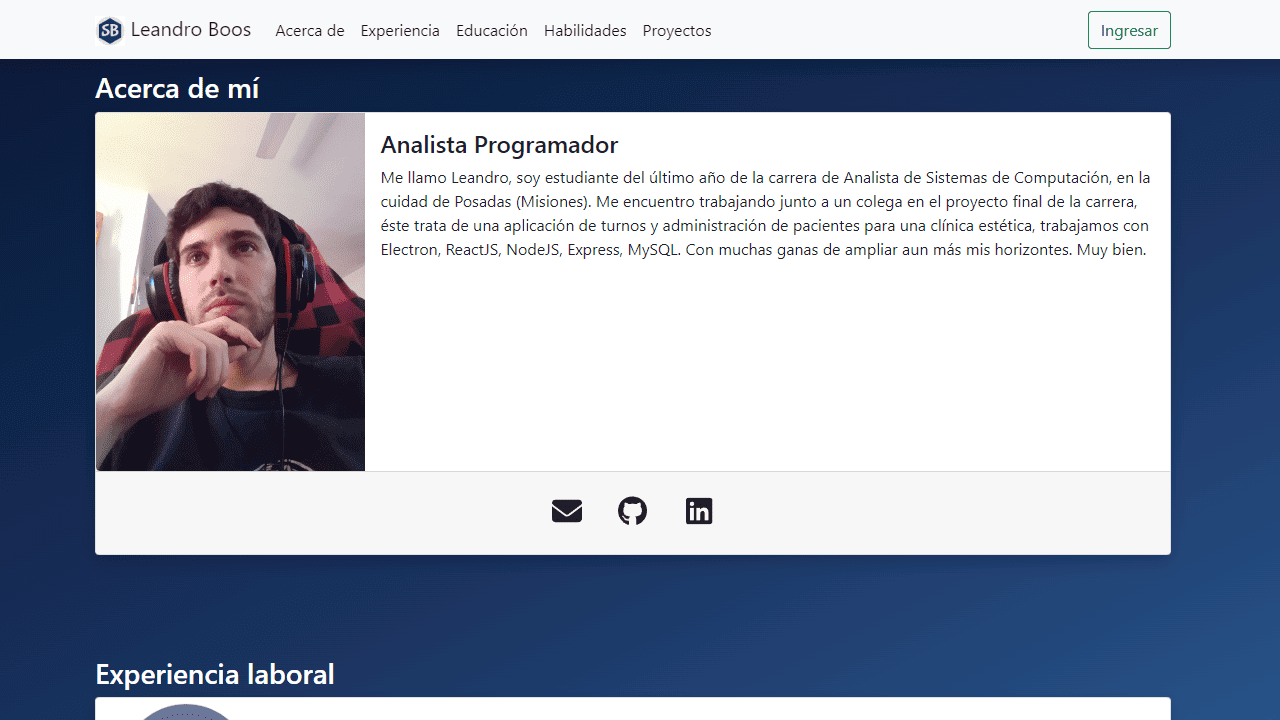 SB Leandro Boos Acerca de Experiencia Educación Habilidades Proyectos Ingresar
Acerca de mí
Analista Programador
Me llamo Leandro, soy estudiante del último año de la carrera de Analista de Sistemas de Computación, en la
cuidad de Posadas (Misiones). Me encuentro trabajando junto a un colega en el proyecto final de la carrera,
éste trata de una aplicación de turnos y administración de pacientes para una clínica estética, trabajamos con
Electron, ReactJS, NodeJS, Express, MySQL. Con muchas ganas de ampliar aun más mis horizontes. Muy bien.
in
Experiencia laboral